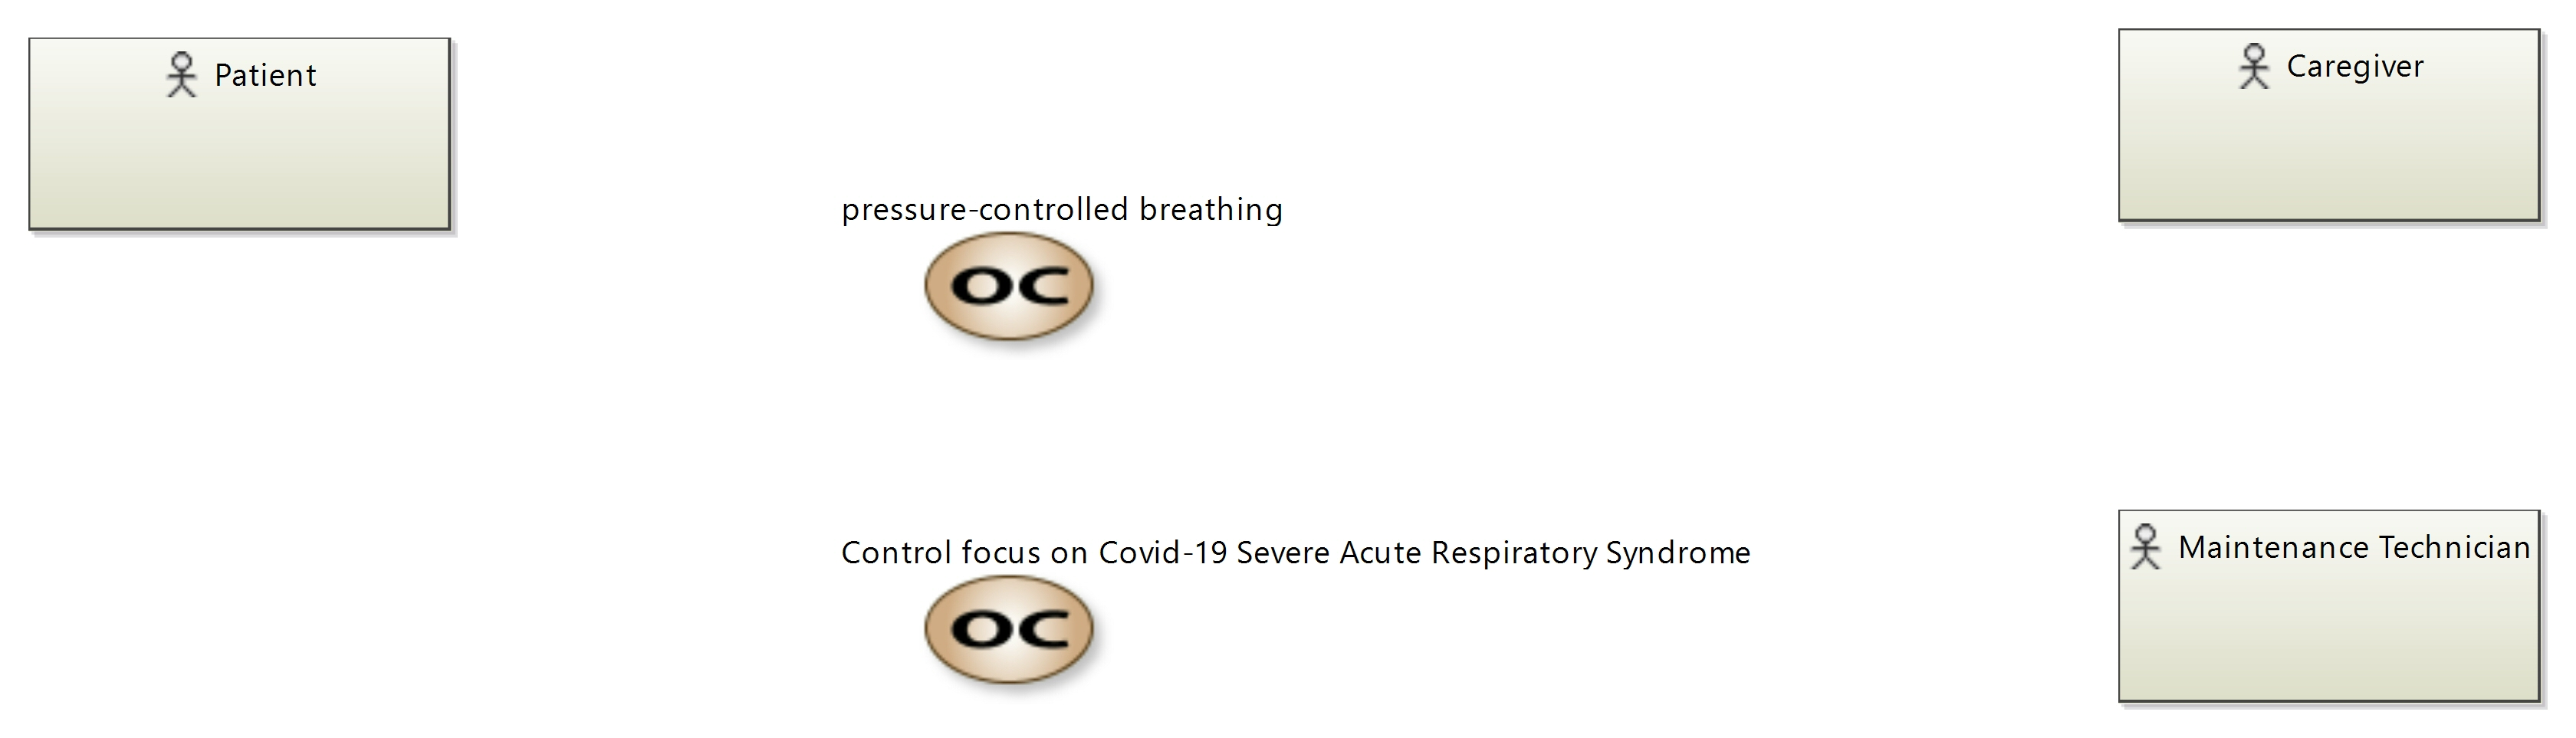 Patient
Caregiver
pressure-controlled breathing
OC
Control focus on Covid-19 Severe Acute Respiratory Syndrome
Maintenance Technician
OC